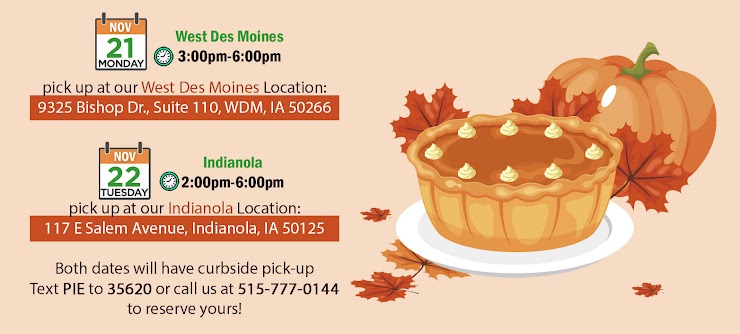 NOV
21
MONDAY
West Des Moines
3:00pm-6:00pm
pick up at our West Des Moines Location:
9325 Bishop Dr., Suite 110, WDM, IA 50266
NOV
22
TUESDAY
Indianola
2:00pm-6:00pm
pick up at our Indianola Location:
117 E Salem Avenue, Indianola, IA 50125
Both dates will have curbside pick-up
Text PIE to 35620 or call us at 515-777-0144
to reserve yours!